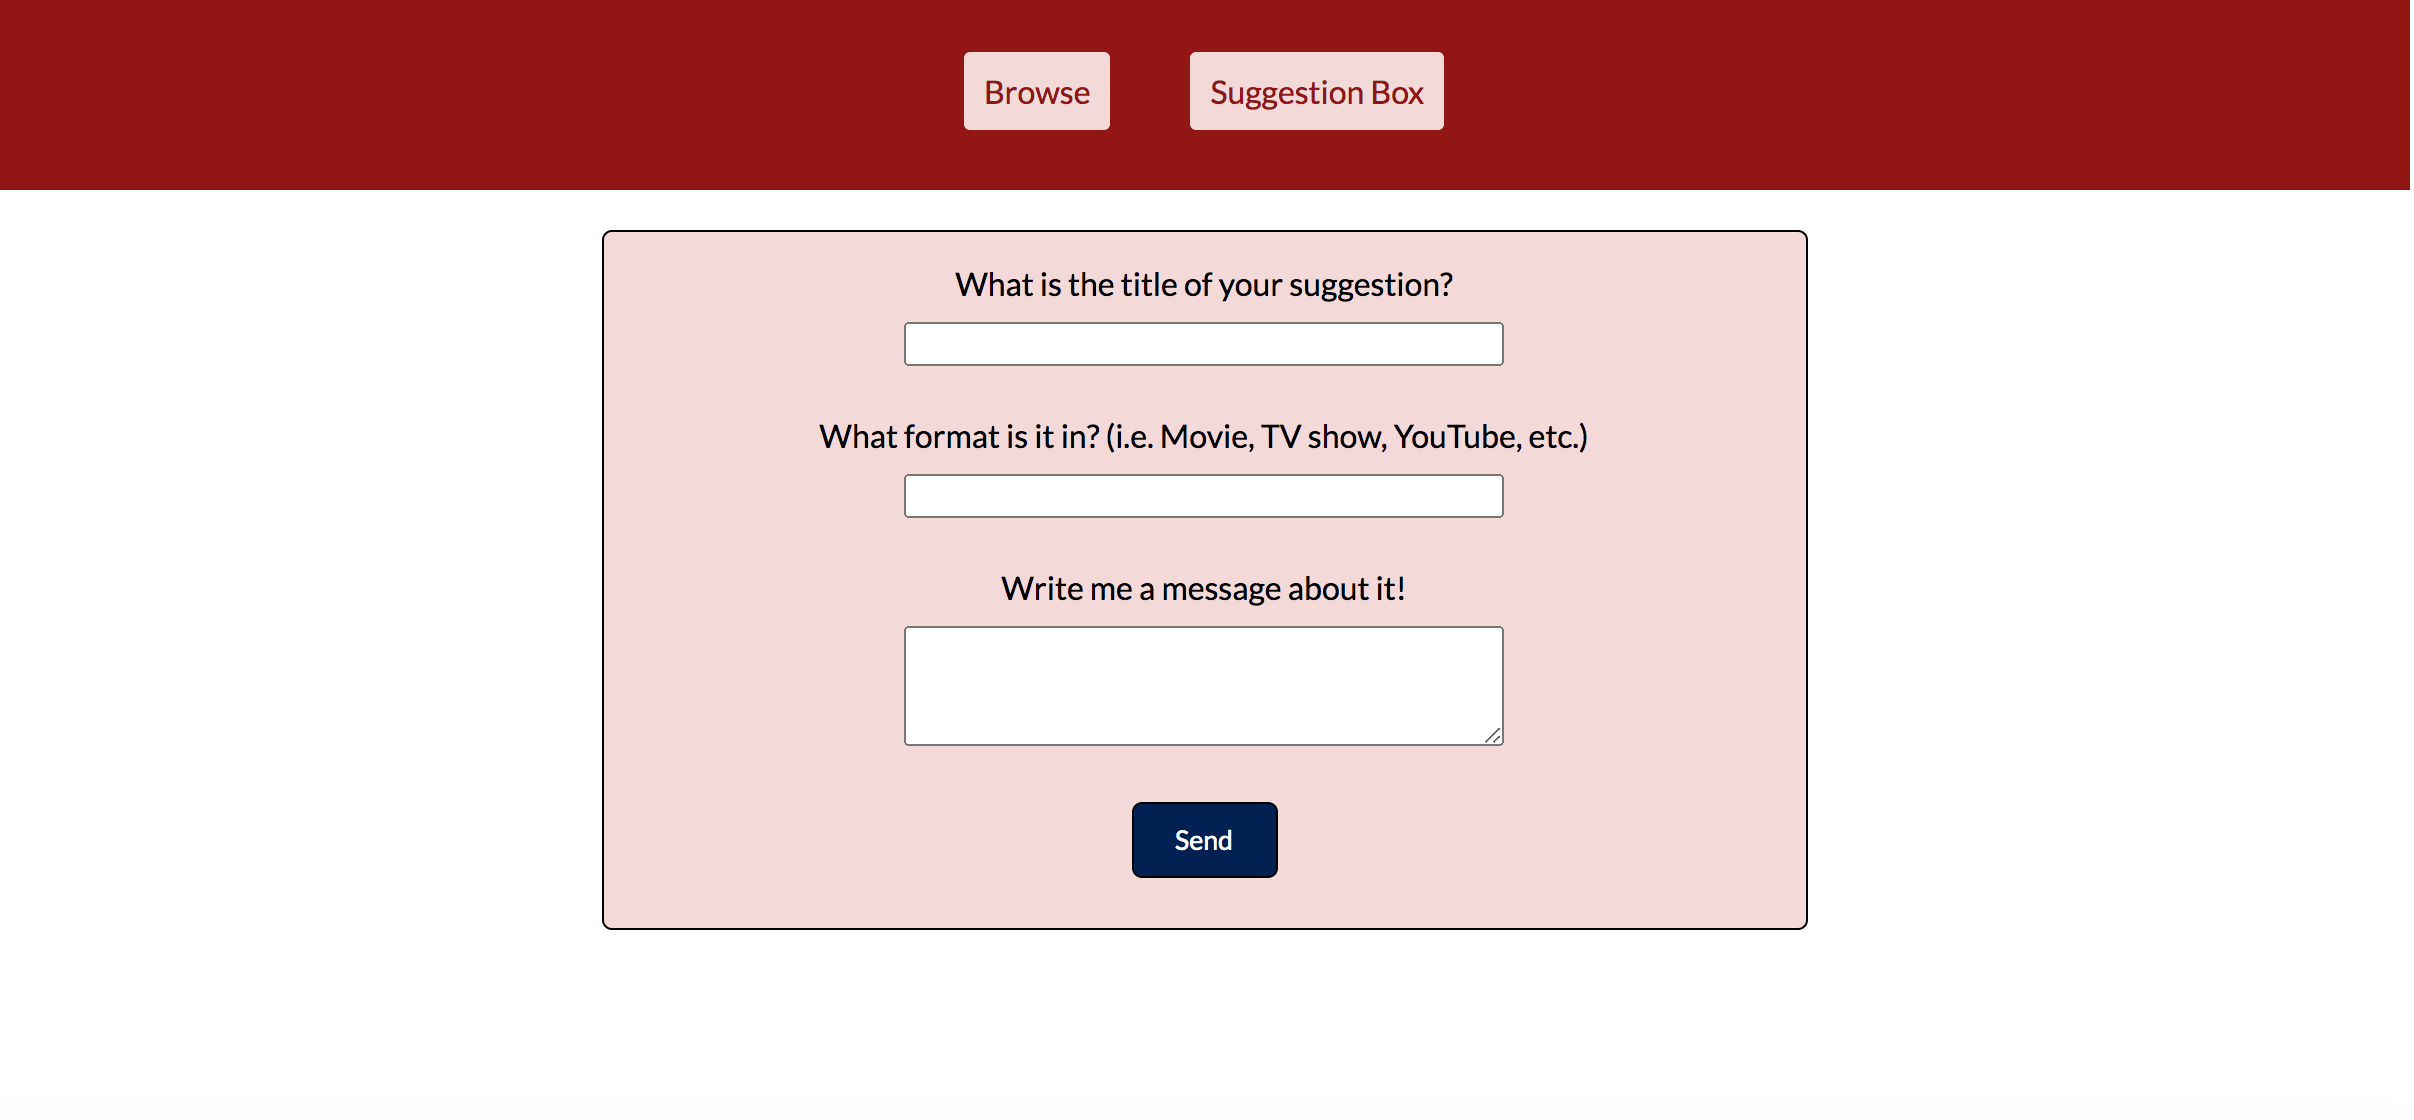 Browse
Suggestion Box
What is the title of your suggestion?
What format is it in? (i.e. Movie, TV show, YouTube, etc.)
Write me a message about it!
Send